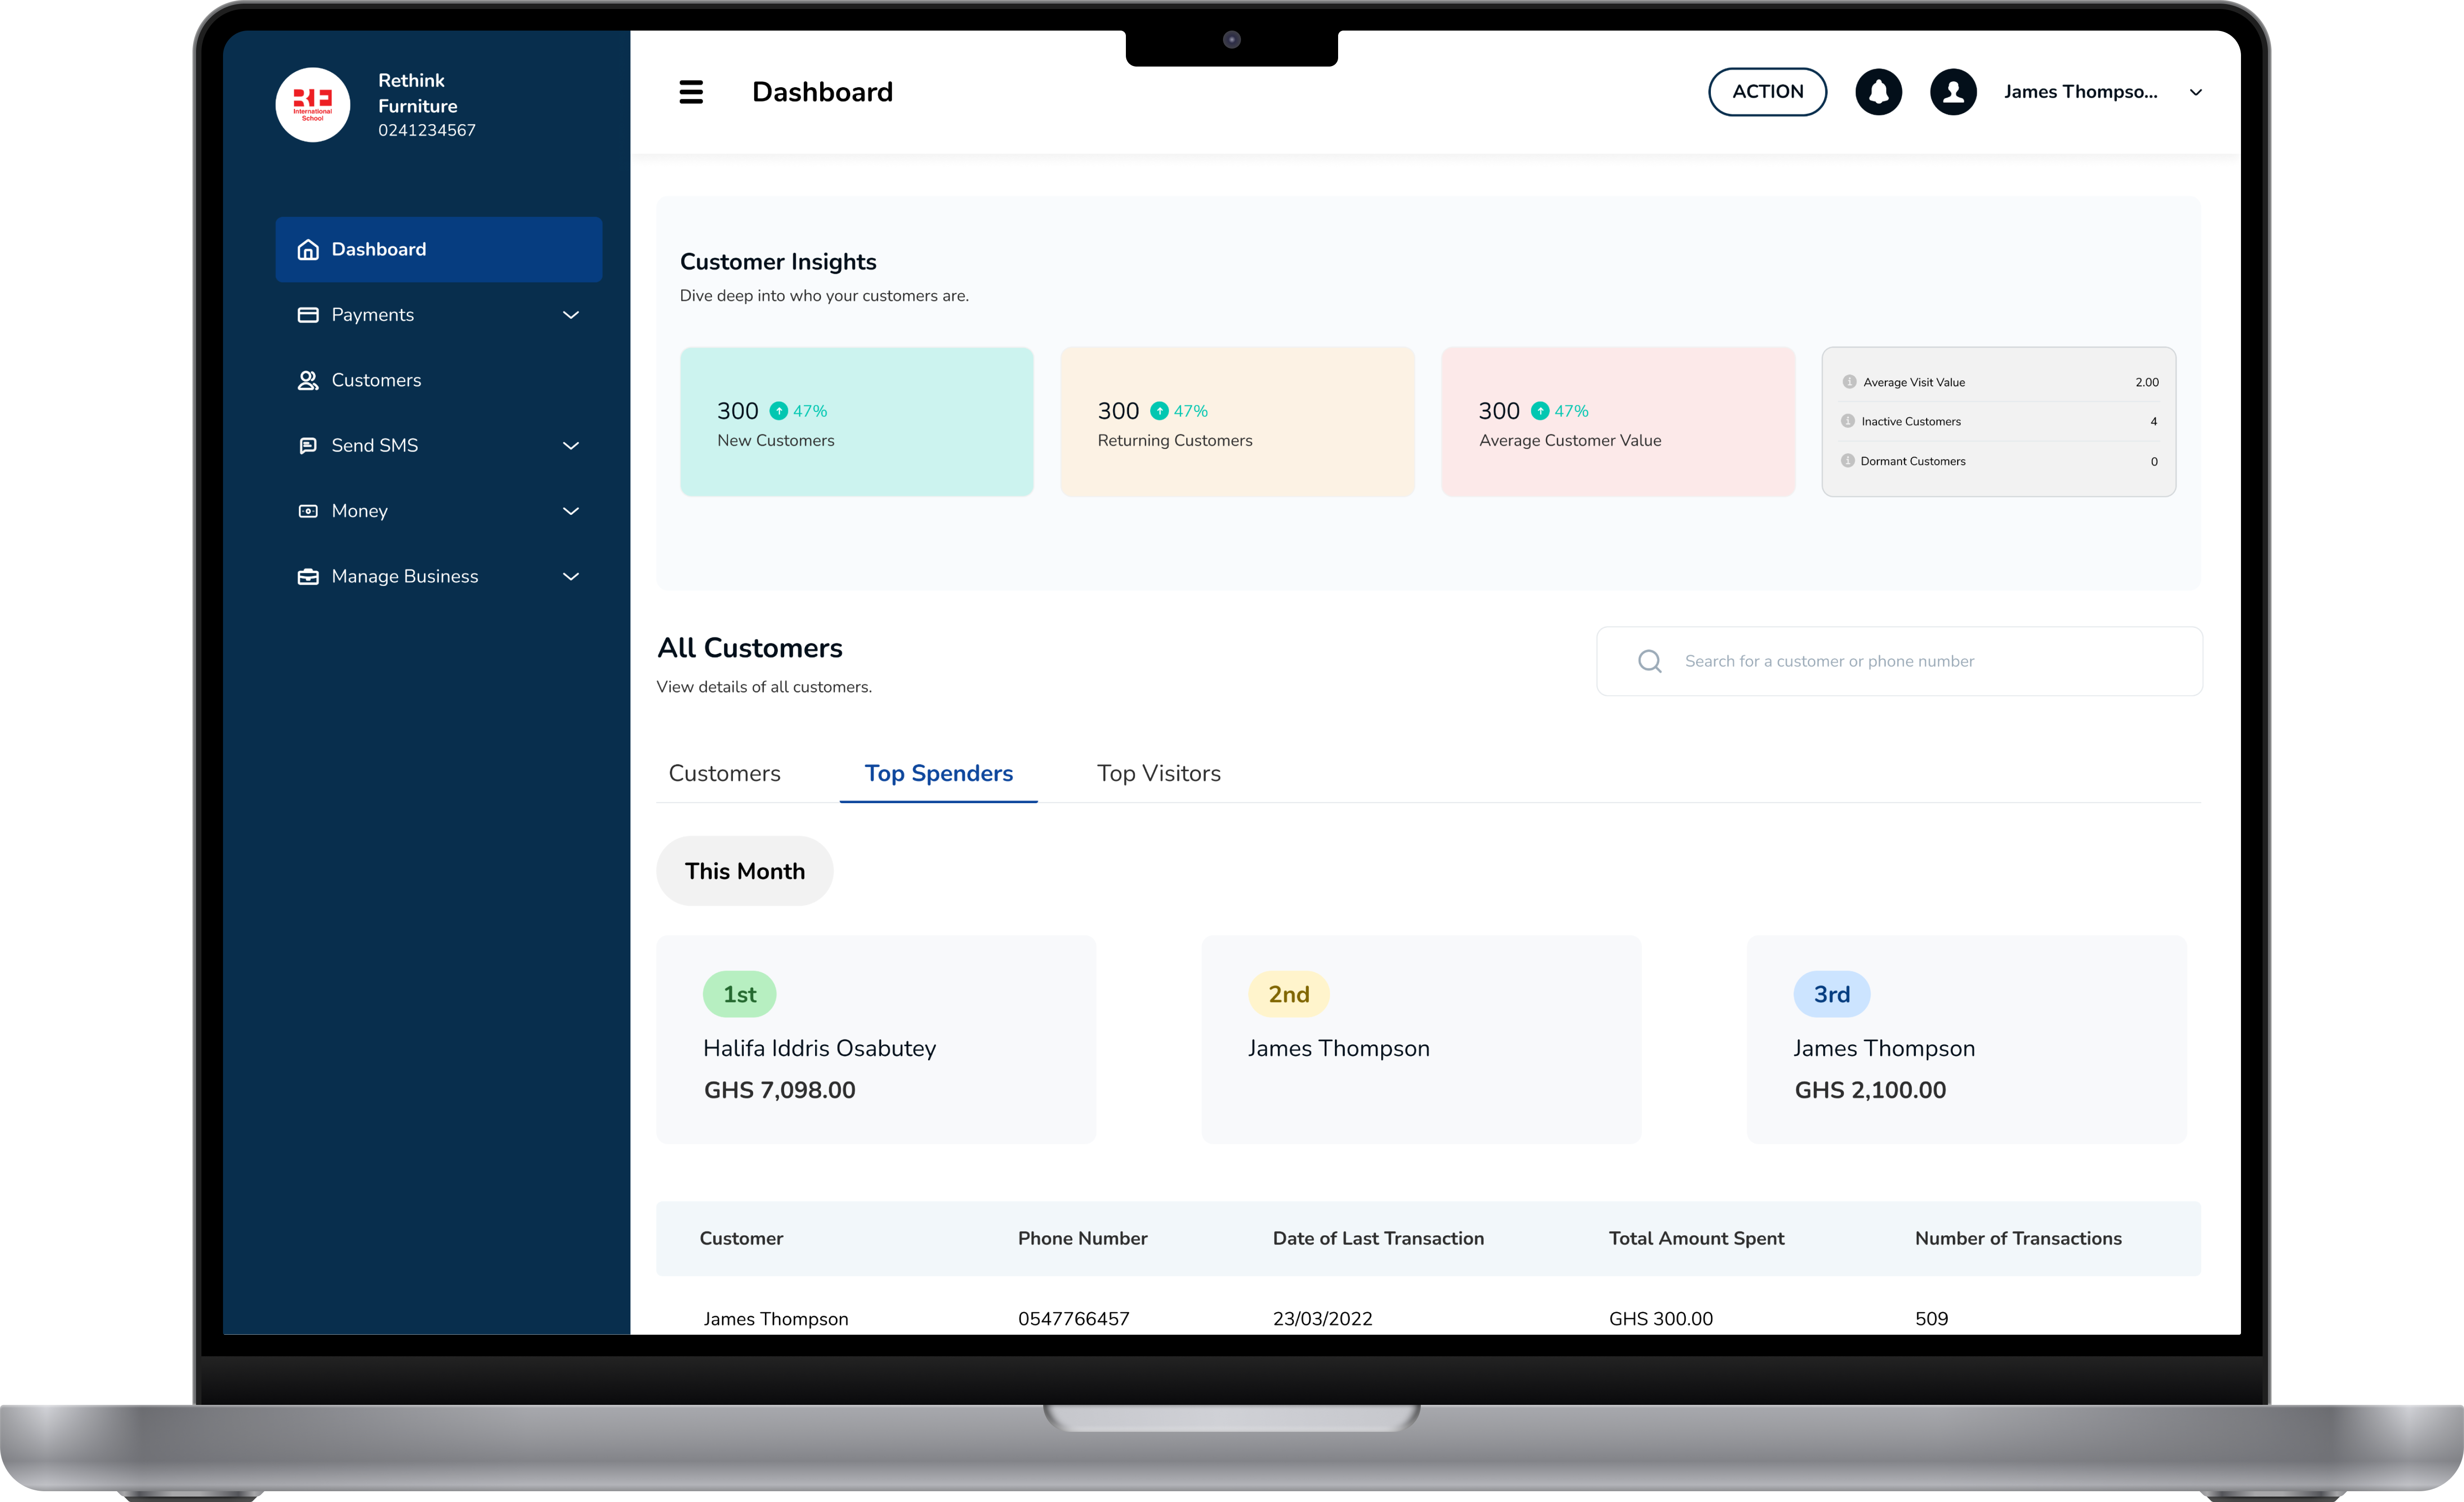 RE
International
School
Rethink
Furniture
0241234567
Dashboard
Payments
Customers
Send SMS
Money
Manage Business
Dashboard
ACTION
James Thompso...
Customer Insights
Dive deep into who your customers are.
300 47%
New Customers
300 47%
Returning Customers
300 47%
Average Customer Value
Average Visit Value 2.00
Inactive Customers 4
Dormant Customers 0
All Customers
View details of all customers.
Search for a customer or phone number
Customers Top Spenders Top Visitors
This Month
1st
Halifa Iddris Osabutey
GHS 7,098.00
2nd
James Thompson
3rd
James Thompson
GHS 2,100.00
Customer Phone Number Date of Last Transaction Total Amount Spent Number of Transactions
James Thompson 0547766457 23/03/2022 GHS 300.00 509